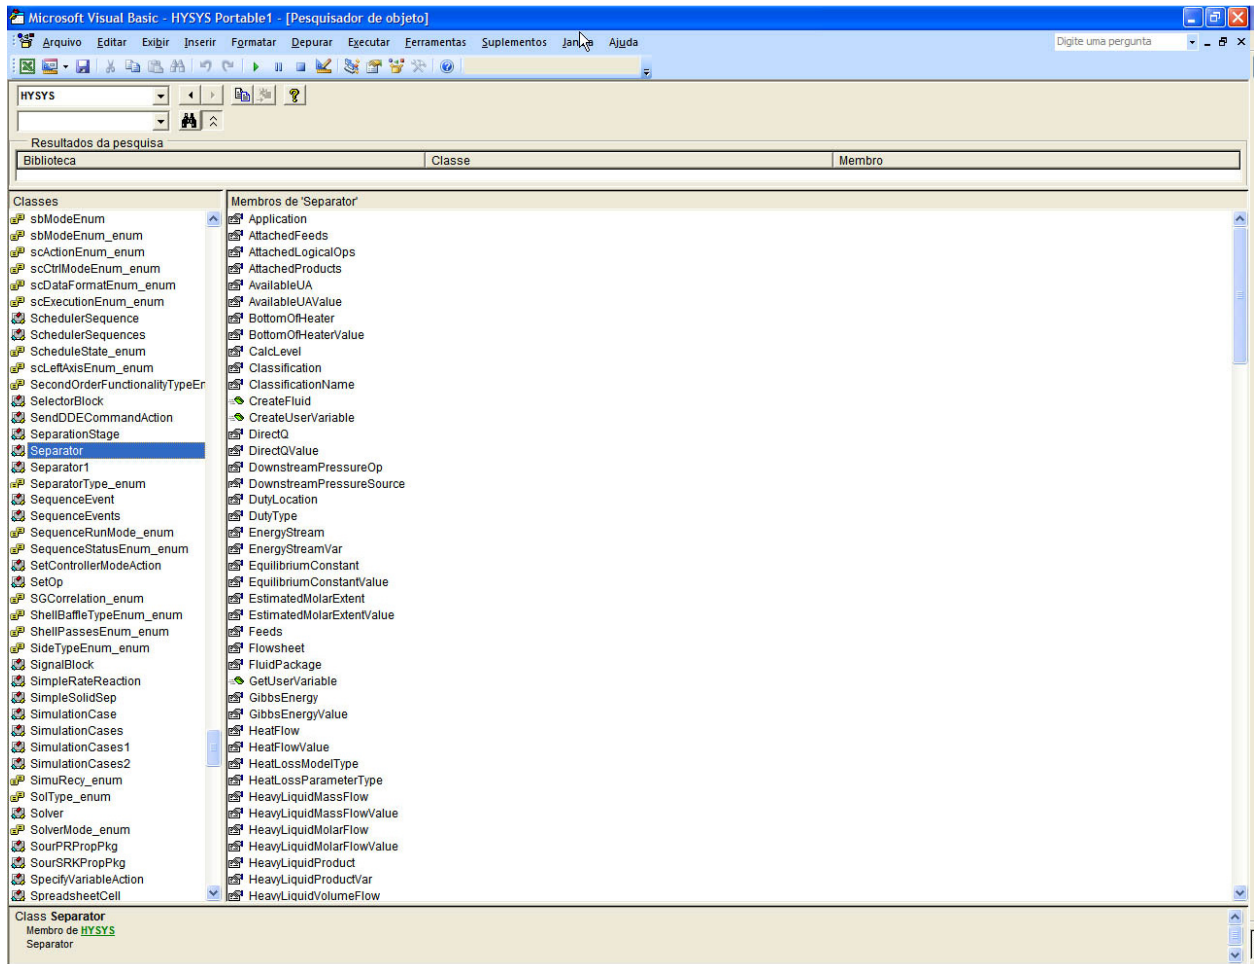 Microsoft Visual Basic - HYSYS Portable1 - [Pesquisador de objeto]
Arquivo Editar Exibir Inserir Formatar Depurar Executar Ferramentas Suplementos Ajuda
Digite uma pergunta
HYSYS
Resultados da pesquisa
Biblioteca Classe Membro
Classes
sbModeEnum
sbModeEnum_enum
scActionEnum_enum
scCtrlModeEnum_enum
scDataFormatEnum_enum
scExecutionEnum_enum
SchedulerSequence
SchedulerSequences
ScheduleState_enum
scLeftAxisEnum_enum
SecondOrderFunctionalityTypeEr
SelectorBlock
SendDDECommandAction
SeparationStage
Separator
Separator1
SeparatorType_enum
SequenceEvent
SequenceEvents
SequenceRunMode_enum
SequenceStatusEnum_enum
SetControllerModeAction
SetOp
SGCorrelation_enum
ShellBaffleTypeEnum_enum
ShellPassesEnum_enum
SideTypeEnum_enum
SignalBlock
SimpleRateReaction
SimpleSolidSep
SimulationCase
SimulationCases
SimulationCases1
SimulationCases2
SimuRecy_enum
SolType_enum
Solver
SolverMode_enum
SourPRPropPkg
SourSRKPropPkg
SpecifyVariableAction
SpreadsheetCell
Membros de 'Separator'
Application
AttachedFeeds
AttachedLogicalOps
AttachedProducts
AvailableUA
AvailableUAValue
BottomOfHeater
BottomOfHeaterValue
CalcLevel
Classification
ClassificationName
CreateFluid
CreateUserVariable
DirectQ
DirectQValue
DownstreamPressureOp
DownstreamPressureSource
DutyLocation
DutyType
EnergyStream
EnergyStreamVar
EquilibriumConstant
EquilibriumConstantValue
EstimatedMolarExtent
EstimatedMolarExtentValue
Feeds
Flowsheet
FluidPackage
GetUserVariable
GibbsEnergy
GibbsEnergyValue
HeatFlow
HeatFlowValue
HeatLossModelType
HeatLossParameterType
HeavyLiquidMassFlow
HeavyLiquidMassFlowValue
HeavyLiquidMolarFlow
HeavyLiquidMolarFlowValue
HeavyLiquidProduct
HeavyLiquidProductVar
HeavyLiquidVolumeFlow
Class Separator
Membro de HYSYS
Separator